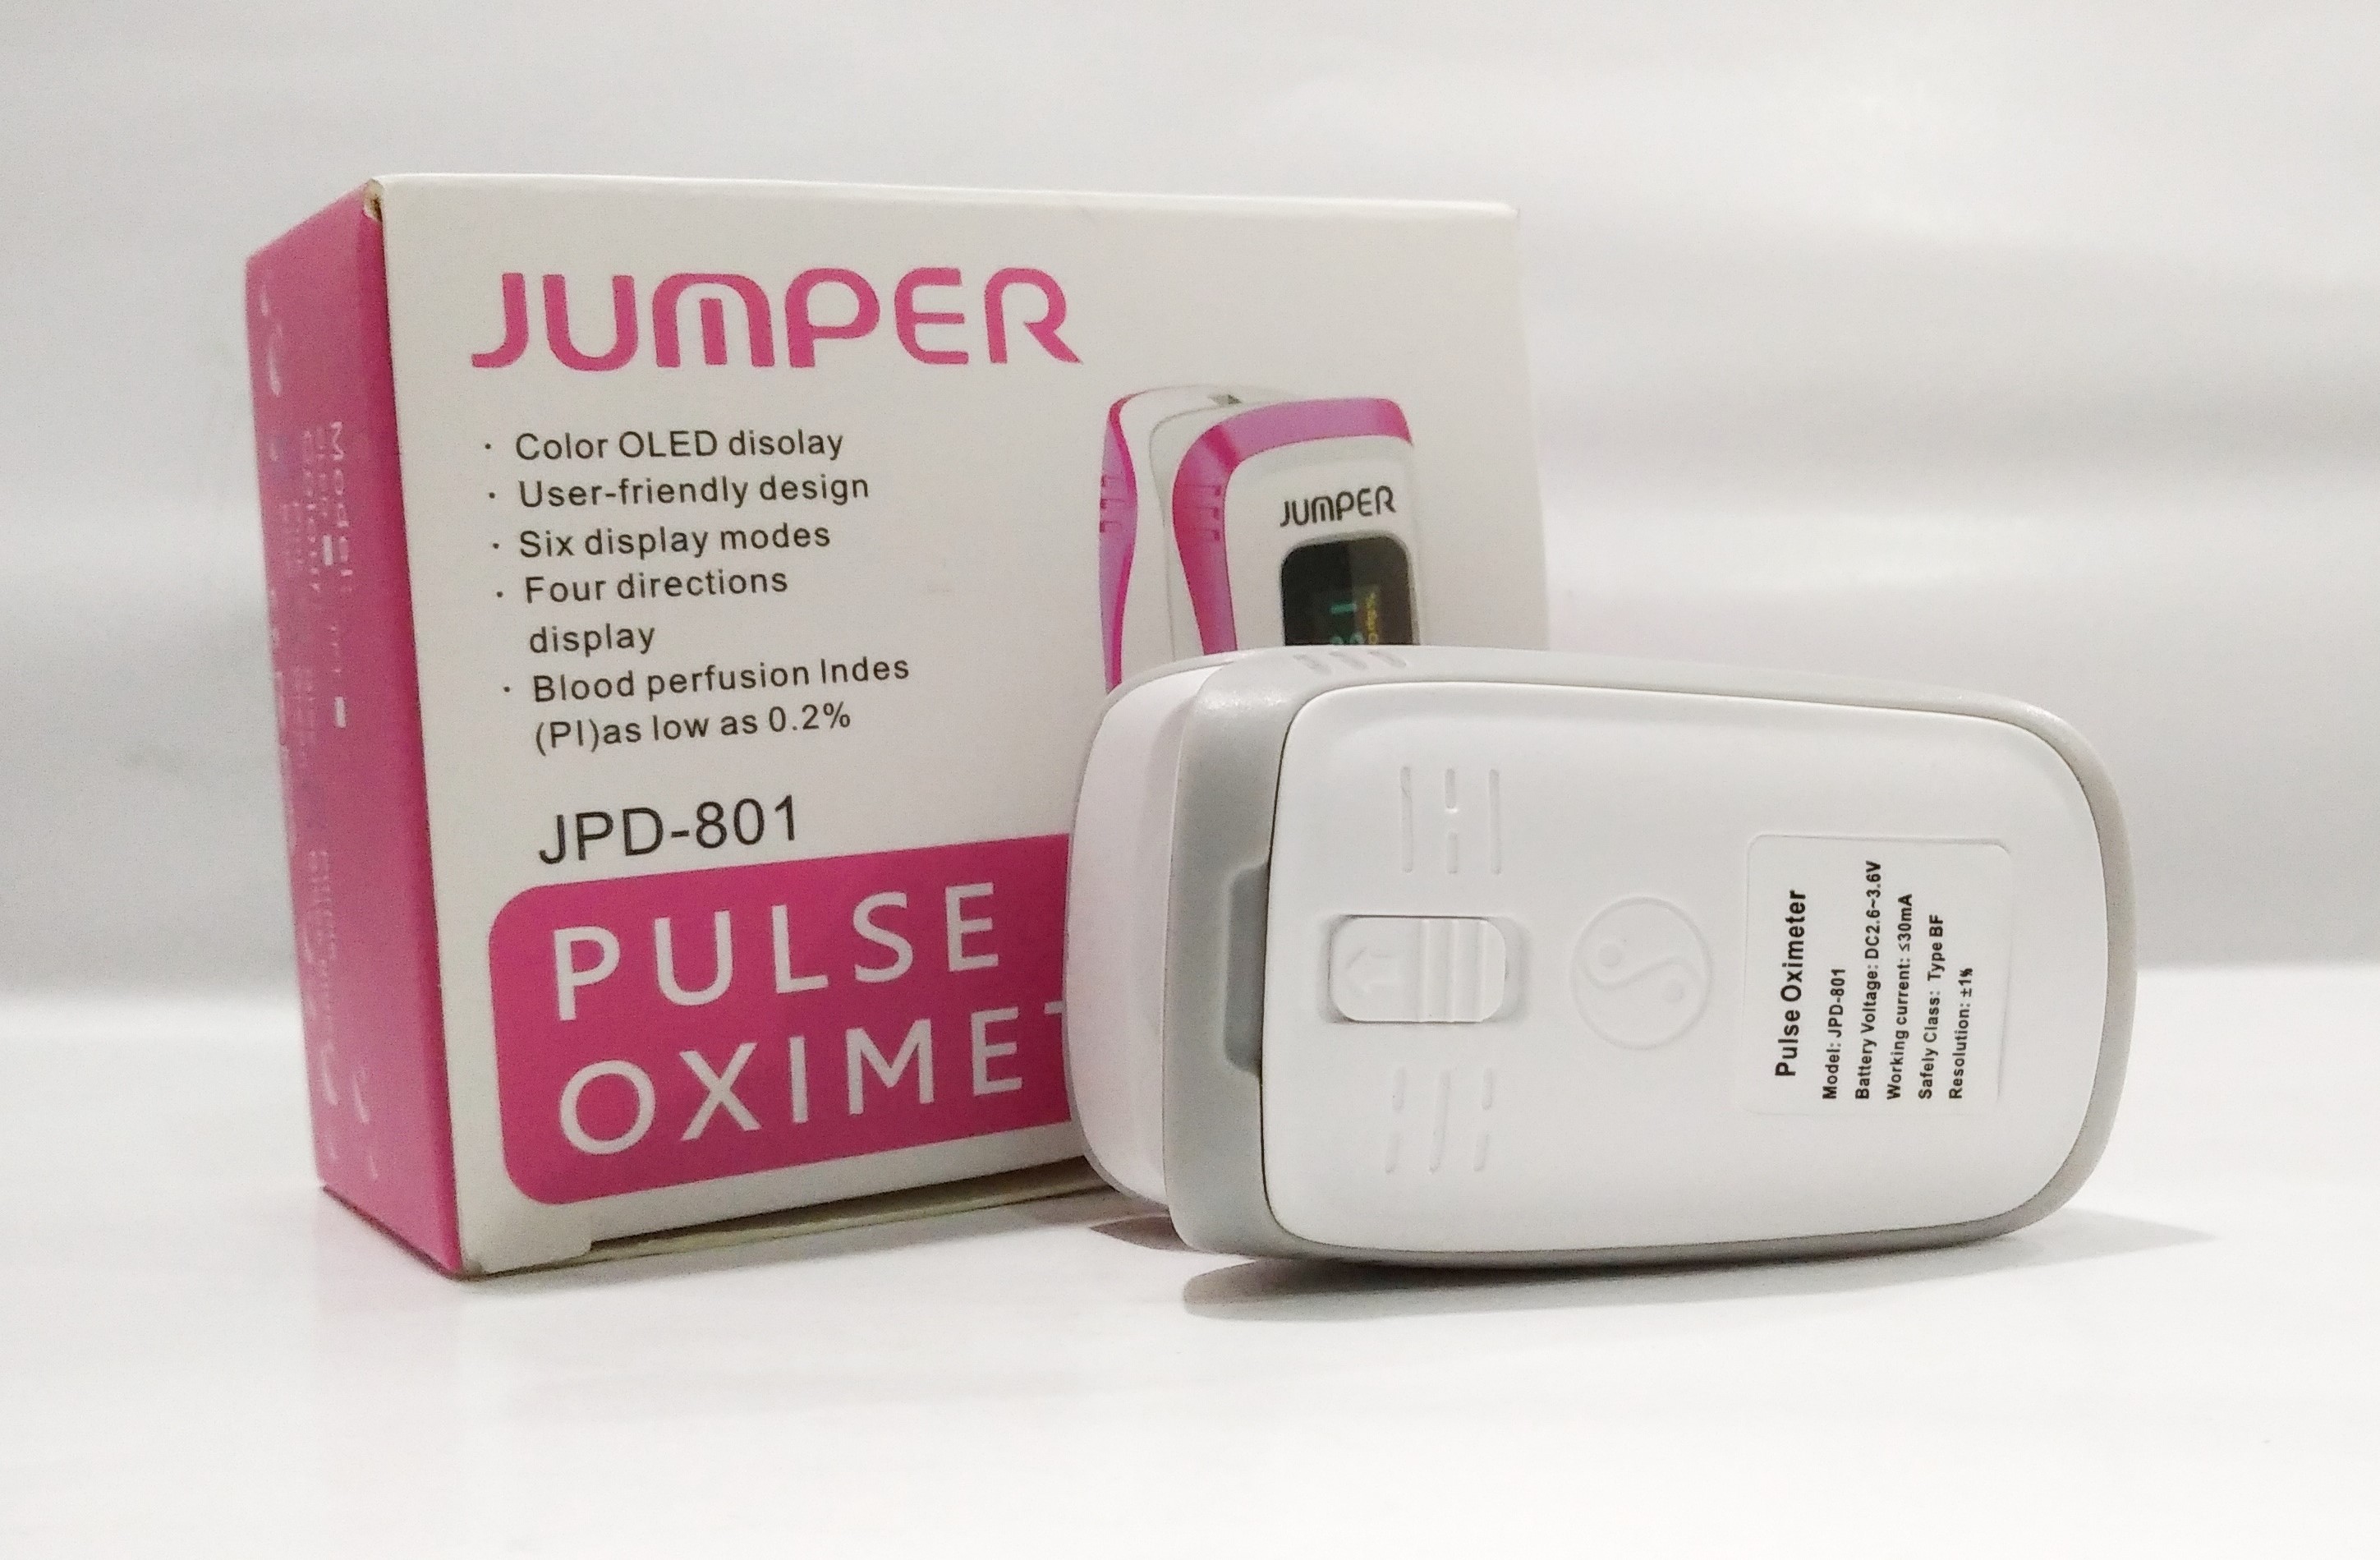 JUMPER
· Color OLED disolay
· User-friendly design
· Six display modes
· Four directions
display
· Blood perfusion Indes
(PI)as low as 0.2%
JPD-801
PULSE
OXIMET
JUMPER
Pulse Oximeter
Model: JPD-801
Battery Voltage: DC2.6~3.6V
Working current: ≤30mA
Safely Class: Type BF
Resolution: ±1%
Model: